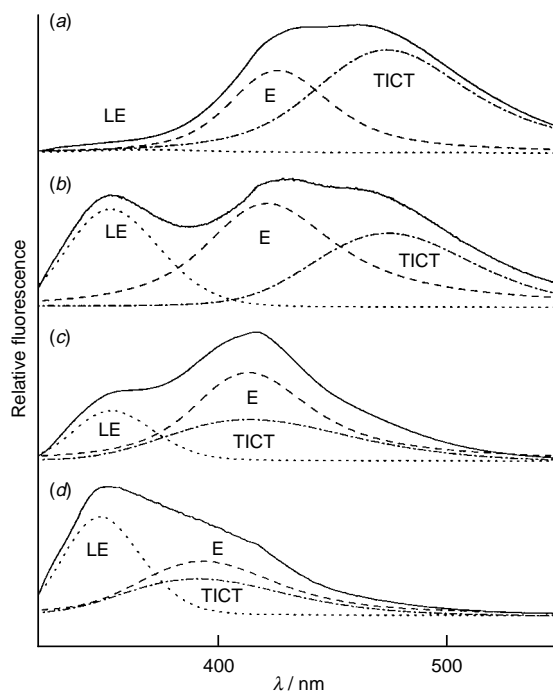 (a)
LE
E
TICT
(b)
LE
E
TICT
(c)
LE
E
TICT
(d)
LE
E
TICT
Relative fluorescence
400 500
λ / nm